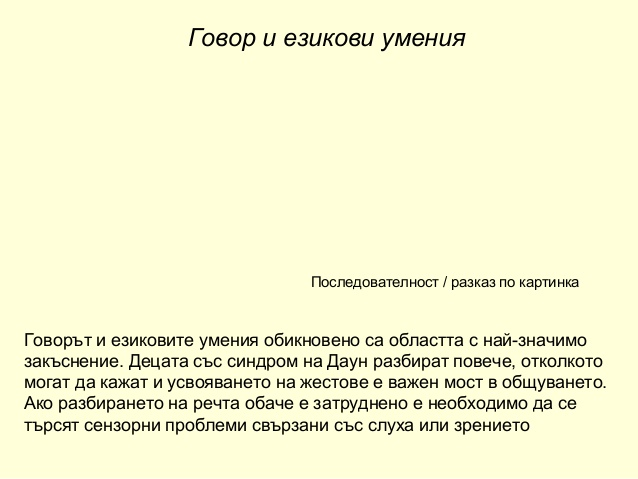 Говор и езикови умения
Последователност / разказ по картинка
Говорът и езиковите умения обикновено са областта с най-значимо
закъснение. Децата със синдром на Даун разбират повече, отколкото
могат да кажат и усвояването на жестове е важен мост в общуването.
Ако разбирането на речта обаче е затруднено е необходимо да се
търсят сензорни проблеми свързани със слуха или зрението